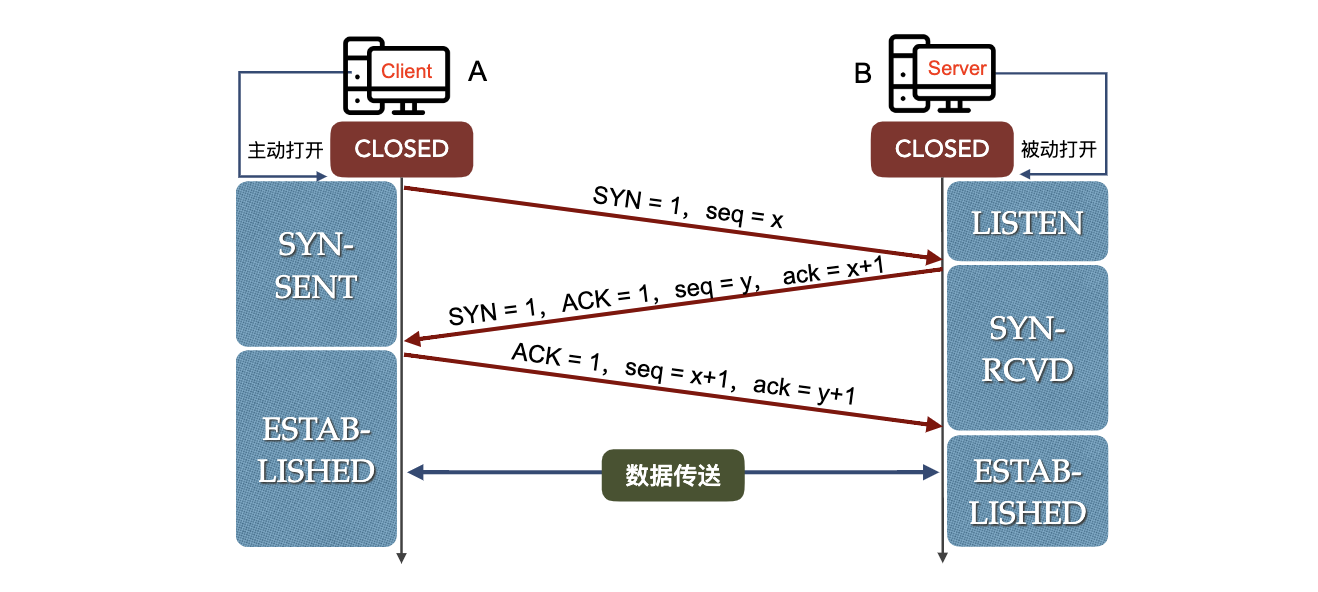 Client
A
B
Server
主动打开
CLOSED
CLOSED
被动打开
SYN = 1，seq = x
SYN-
SENT
LISTEN
SYN = 1，ACK = 1，seq = y， ack = x+1
SYN-
RCVD
ACK = 1，seq = x+1，ack = y+1
ESTAB-
LISHED
数据传送
ESTAB-
LISHED